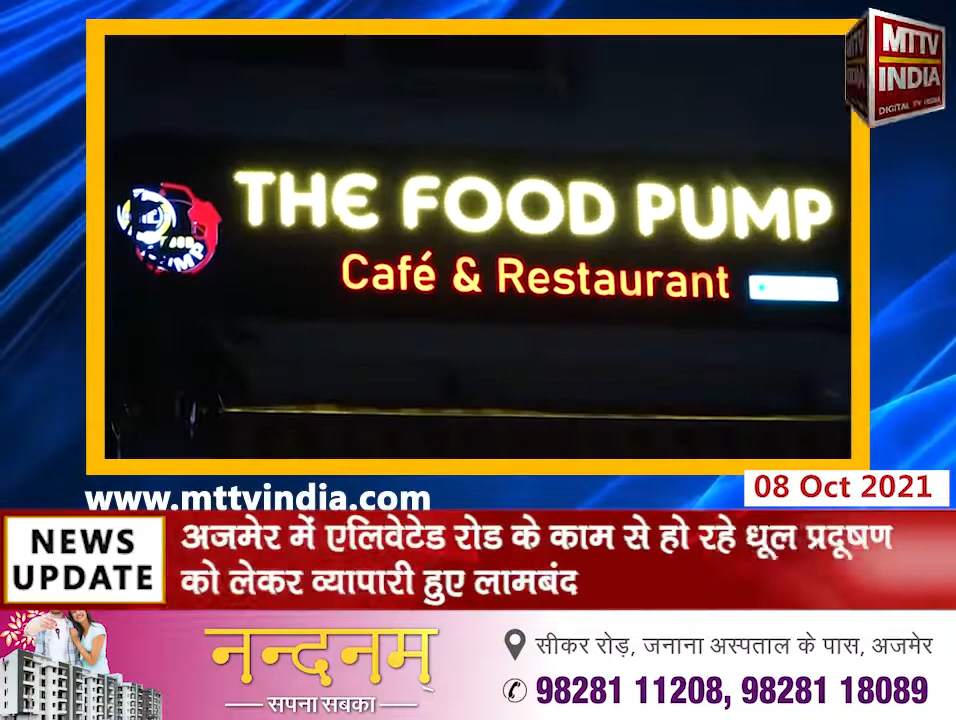 MTTV
INDIA
DIGITAL TV INDIA
THE FOOD PUMP
Café & Restaurant
www.mttvindia.com
08 Oct 2021
NEWS
UPDATE
अजमेर में एलिवेटेड रोड के काम से हो रहे धूल प्रदूषण
को लेकर व्यापारी हुए लामबंद
नन्दनम्
सपना सबका
सीकर रोड़, जनाना अस्पताल के पास, अजमेर
98281 11208, 98281 18089